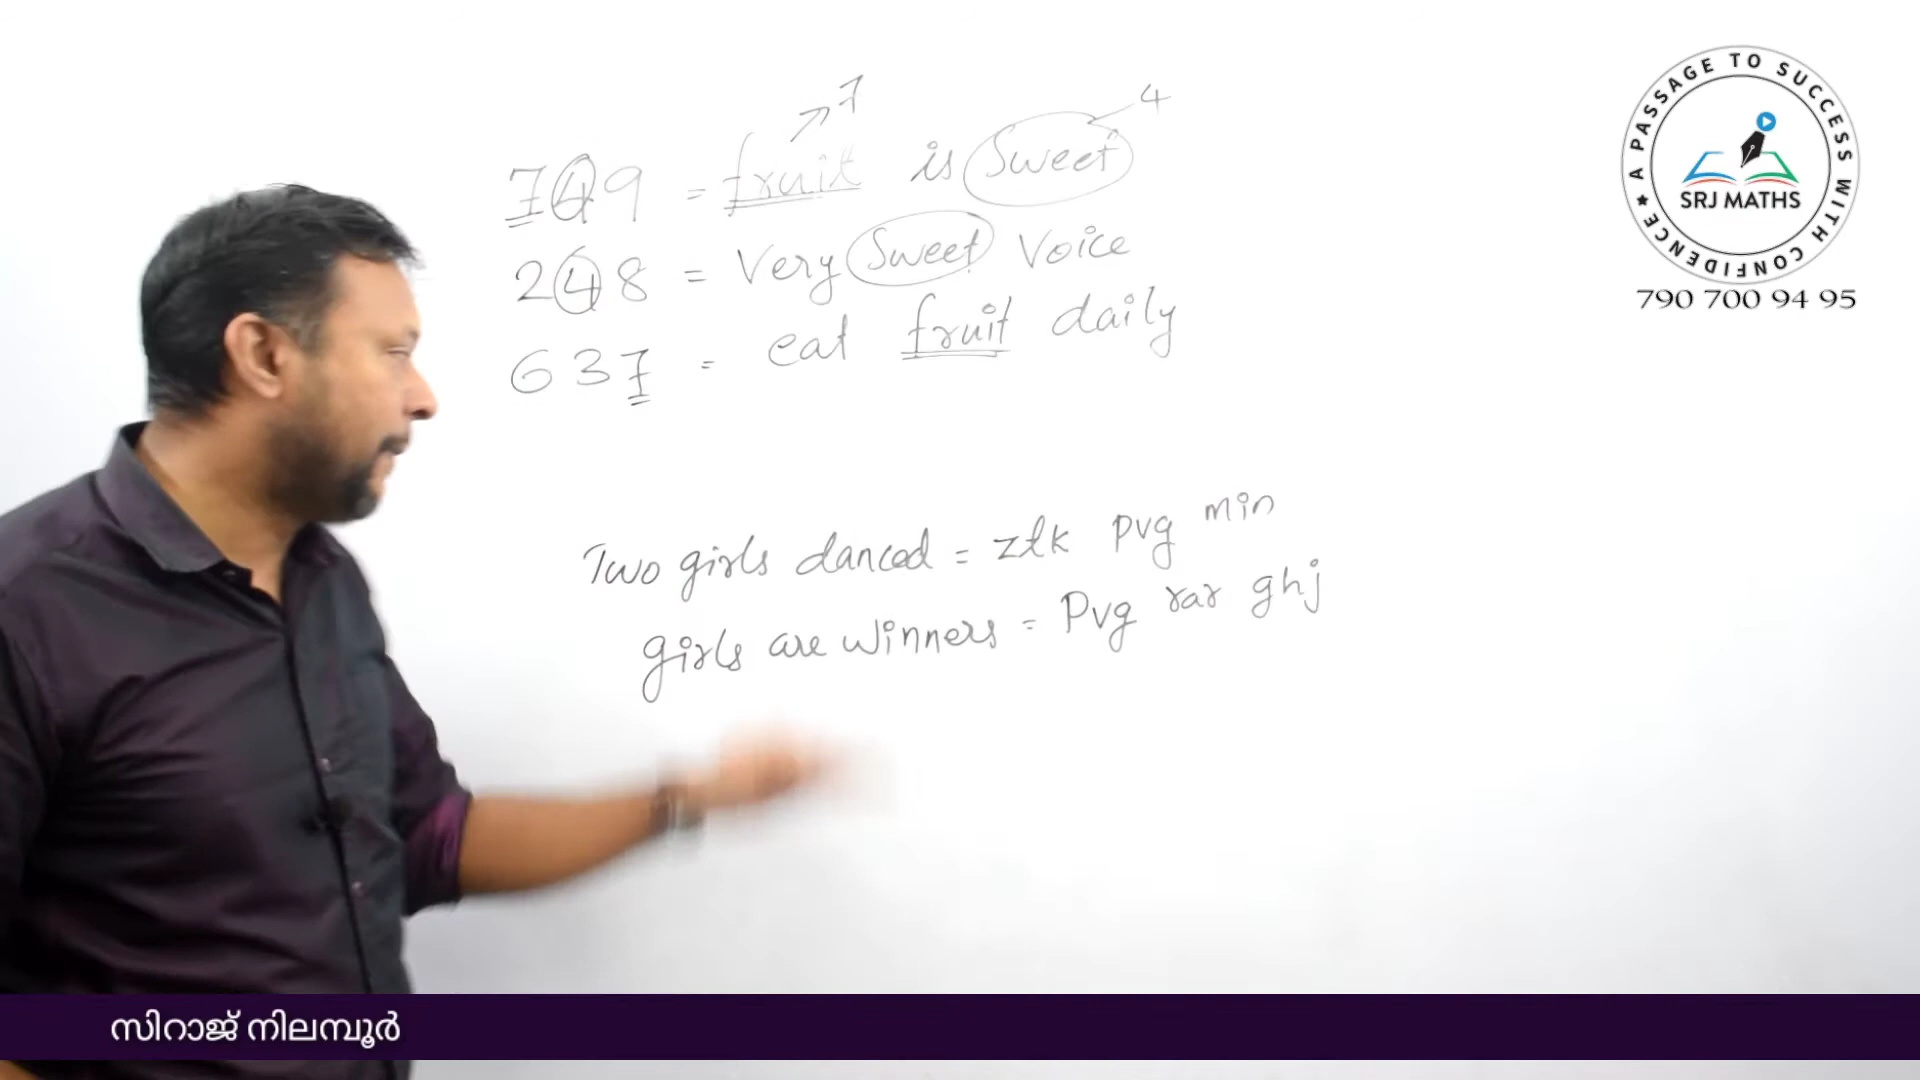 7
4
749 = fruit is Sweet
248 = Very Sweet Voice
637 = eat fruit daily
Two girls danced = ztk pvg min
girls are winners = Pvg rar ghj
A PASSAGE TO SUCCESS WITH CONFIDENCE
SRJ MATHS
790 700 94 95
സിറാജ് നിലമ്പൂർ